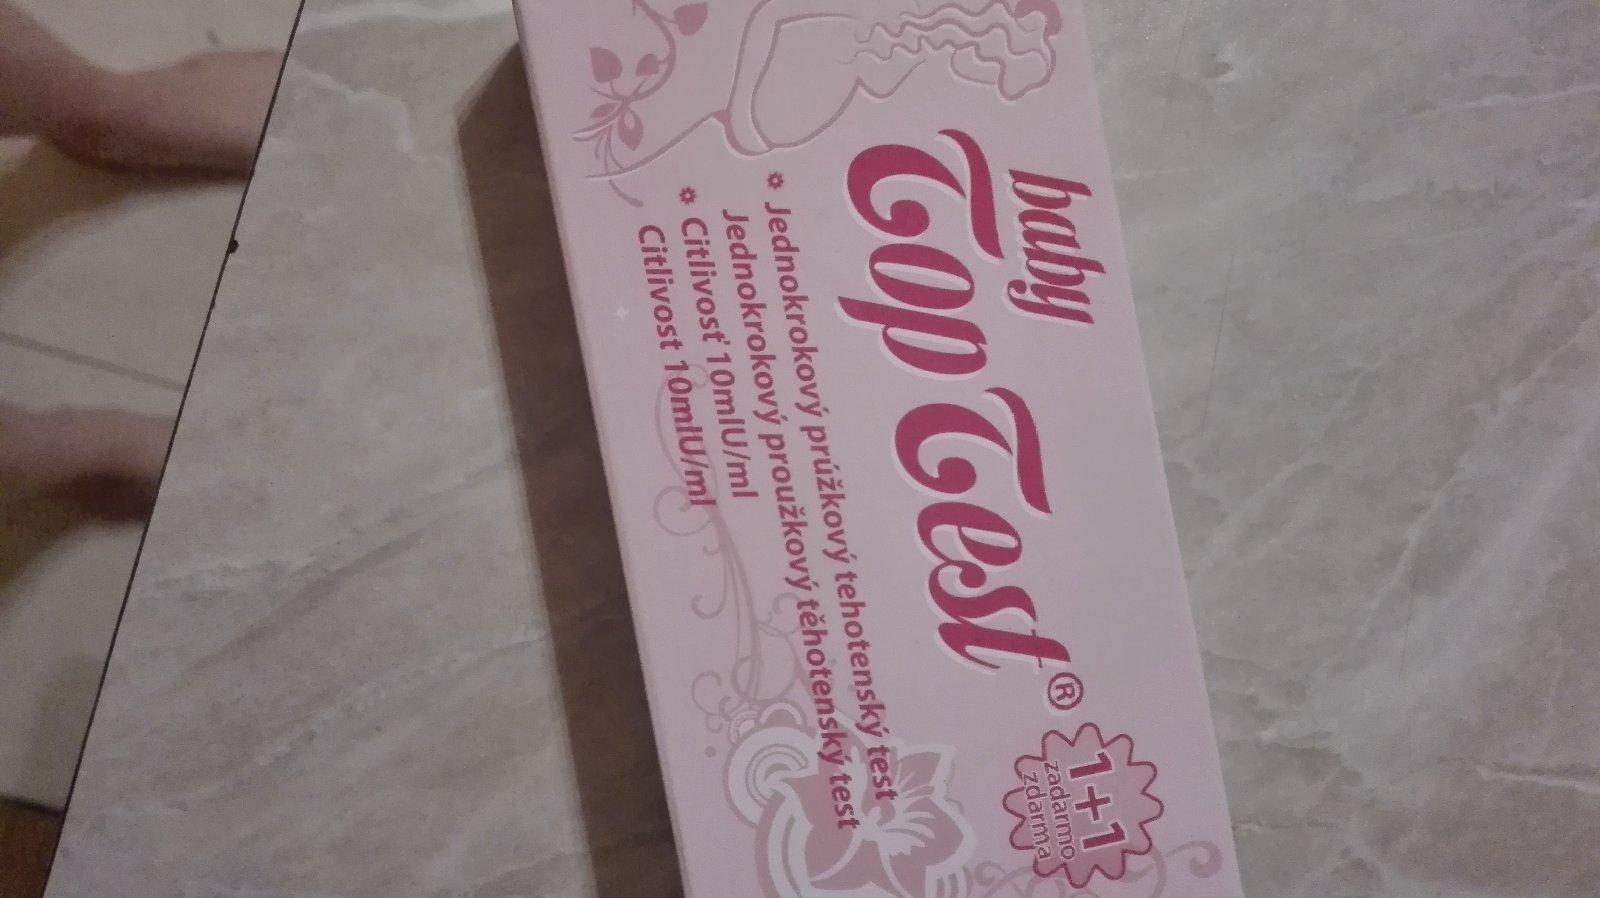 baby
Top Test®
Jednokrokový prúžkový tehotenský test
Jednokrokový proužkový těhotenský test
Citlivosť 10mIU/ml
Citlivost 10mIU/ml
1+1
zadarmo
zdarma